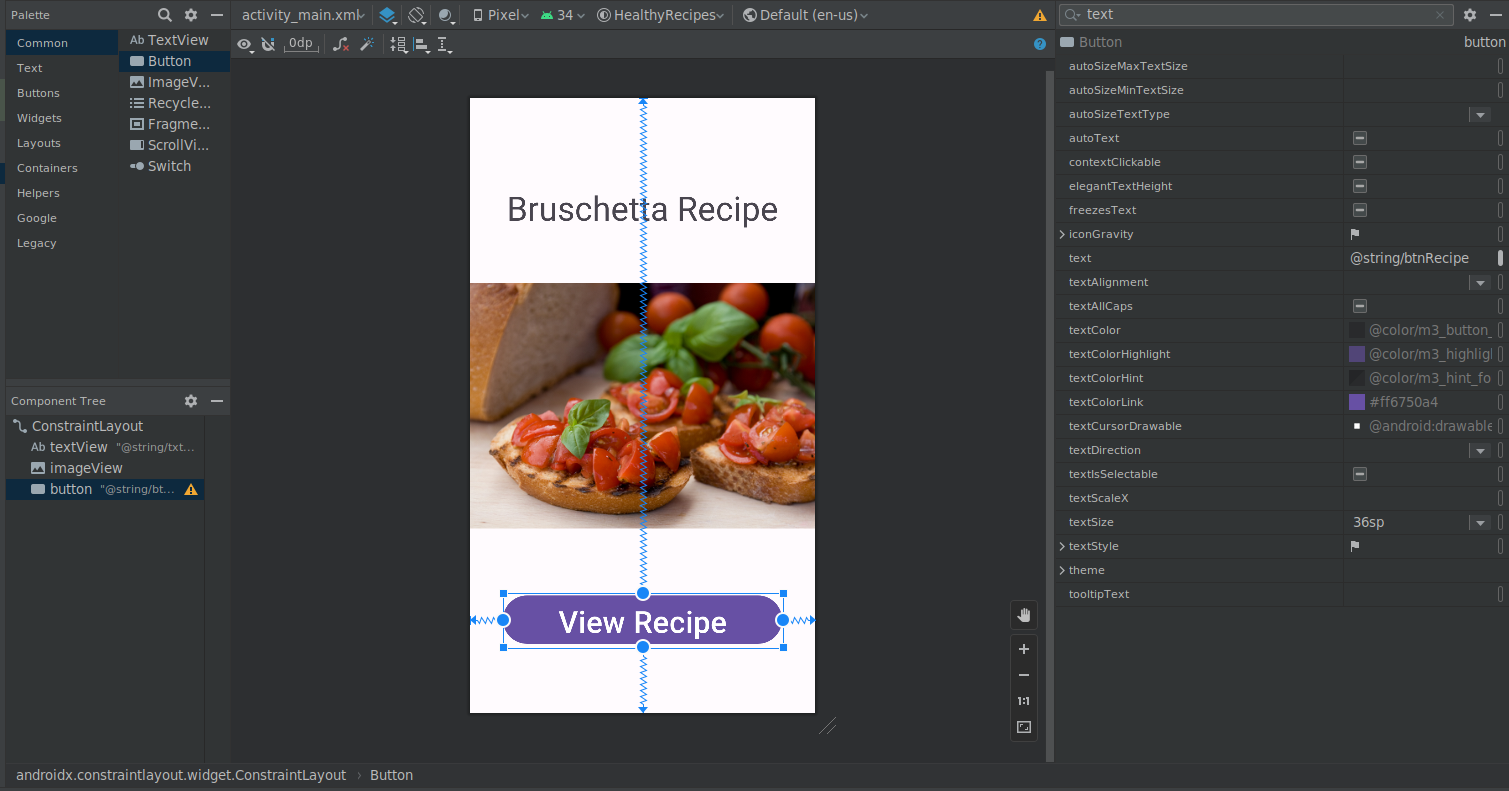 Palette
Common
Text
Buttons
Widgets
Layouts
Containers
Helpers
Google
Legacy
Ab TextView
Button
ImageV...
Recycle...
Fragme...
ScrollVi...
Switch
Component Tree
ConstraintLayout
Ab textView "@string/txt...
imageView
button "@string/bt...
activity_main.xml
Pixel
34
HealthyRecipes
Default (en-us)
0dp
?
Bruschetta Recipe
View Recipe
1:1
text
Button button
autoSizeMaxTextSize
autoSizeMinTextSize
autoSizeTextType
autoText
contextClickable
elegantTextHeight
freezesText
iconGravity
text @string/btnRecipe
textAlignment
textAllCaps
textColor @color/m3_button_
textColorHighlight @color/m3_highlig
textColorHint @color/m3_hint_fo
textColorLink #ff6750a4
textCursorDrawable @android:drawable
textDirection
textIsSelectable
textScaleX
textSize 36sp
textStyle
theme
tooltipText
androidx.constraintlayout.widget.ConstraintLayout › Button